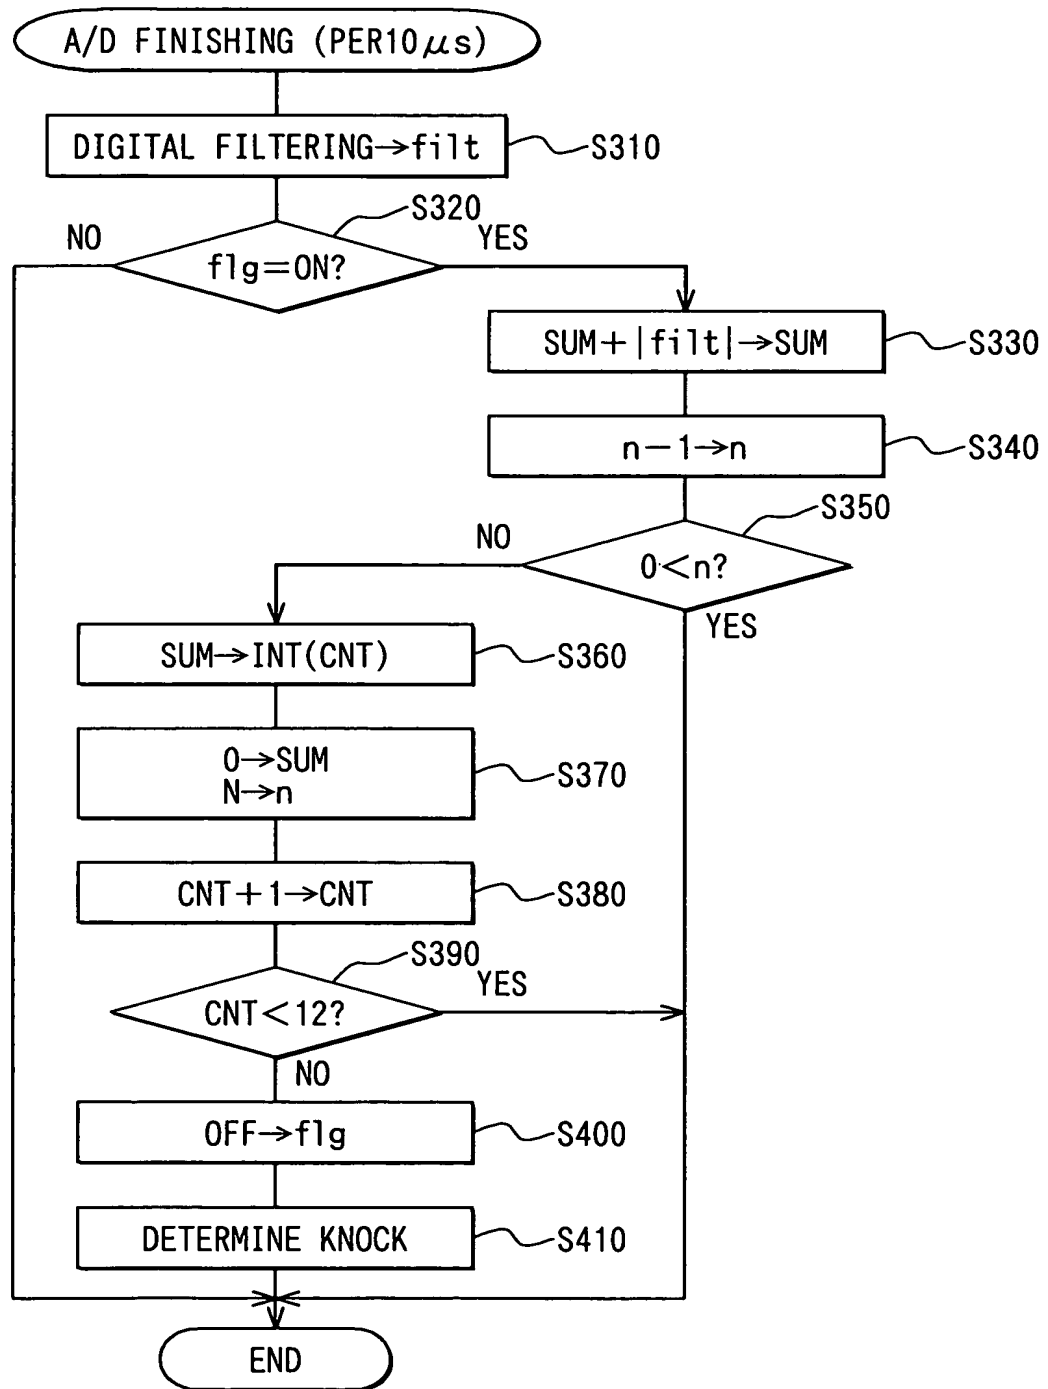 A/D FINISHING (PER10μs)
DIGITAL FILTERING→filt
S310
S320
NO
YES
flg=ON?
SUM+|filt|→SUM
S330
n-1→n
S340
S350
NO
0<n?
YES
SUM→INT(CNT)
S360
0→SUM
N→n
S370
CNT+1→CNT
S380
S390
YES
CNT<12?
NO
OFF→flg
S400
DETERMINE KNOCK
S410
END